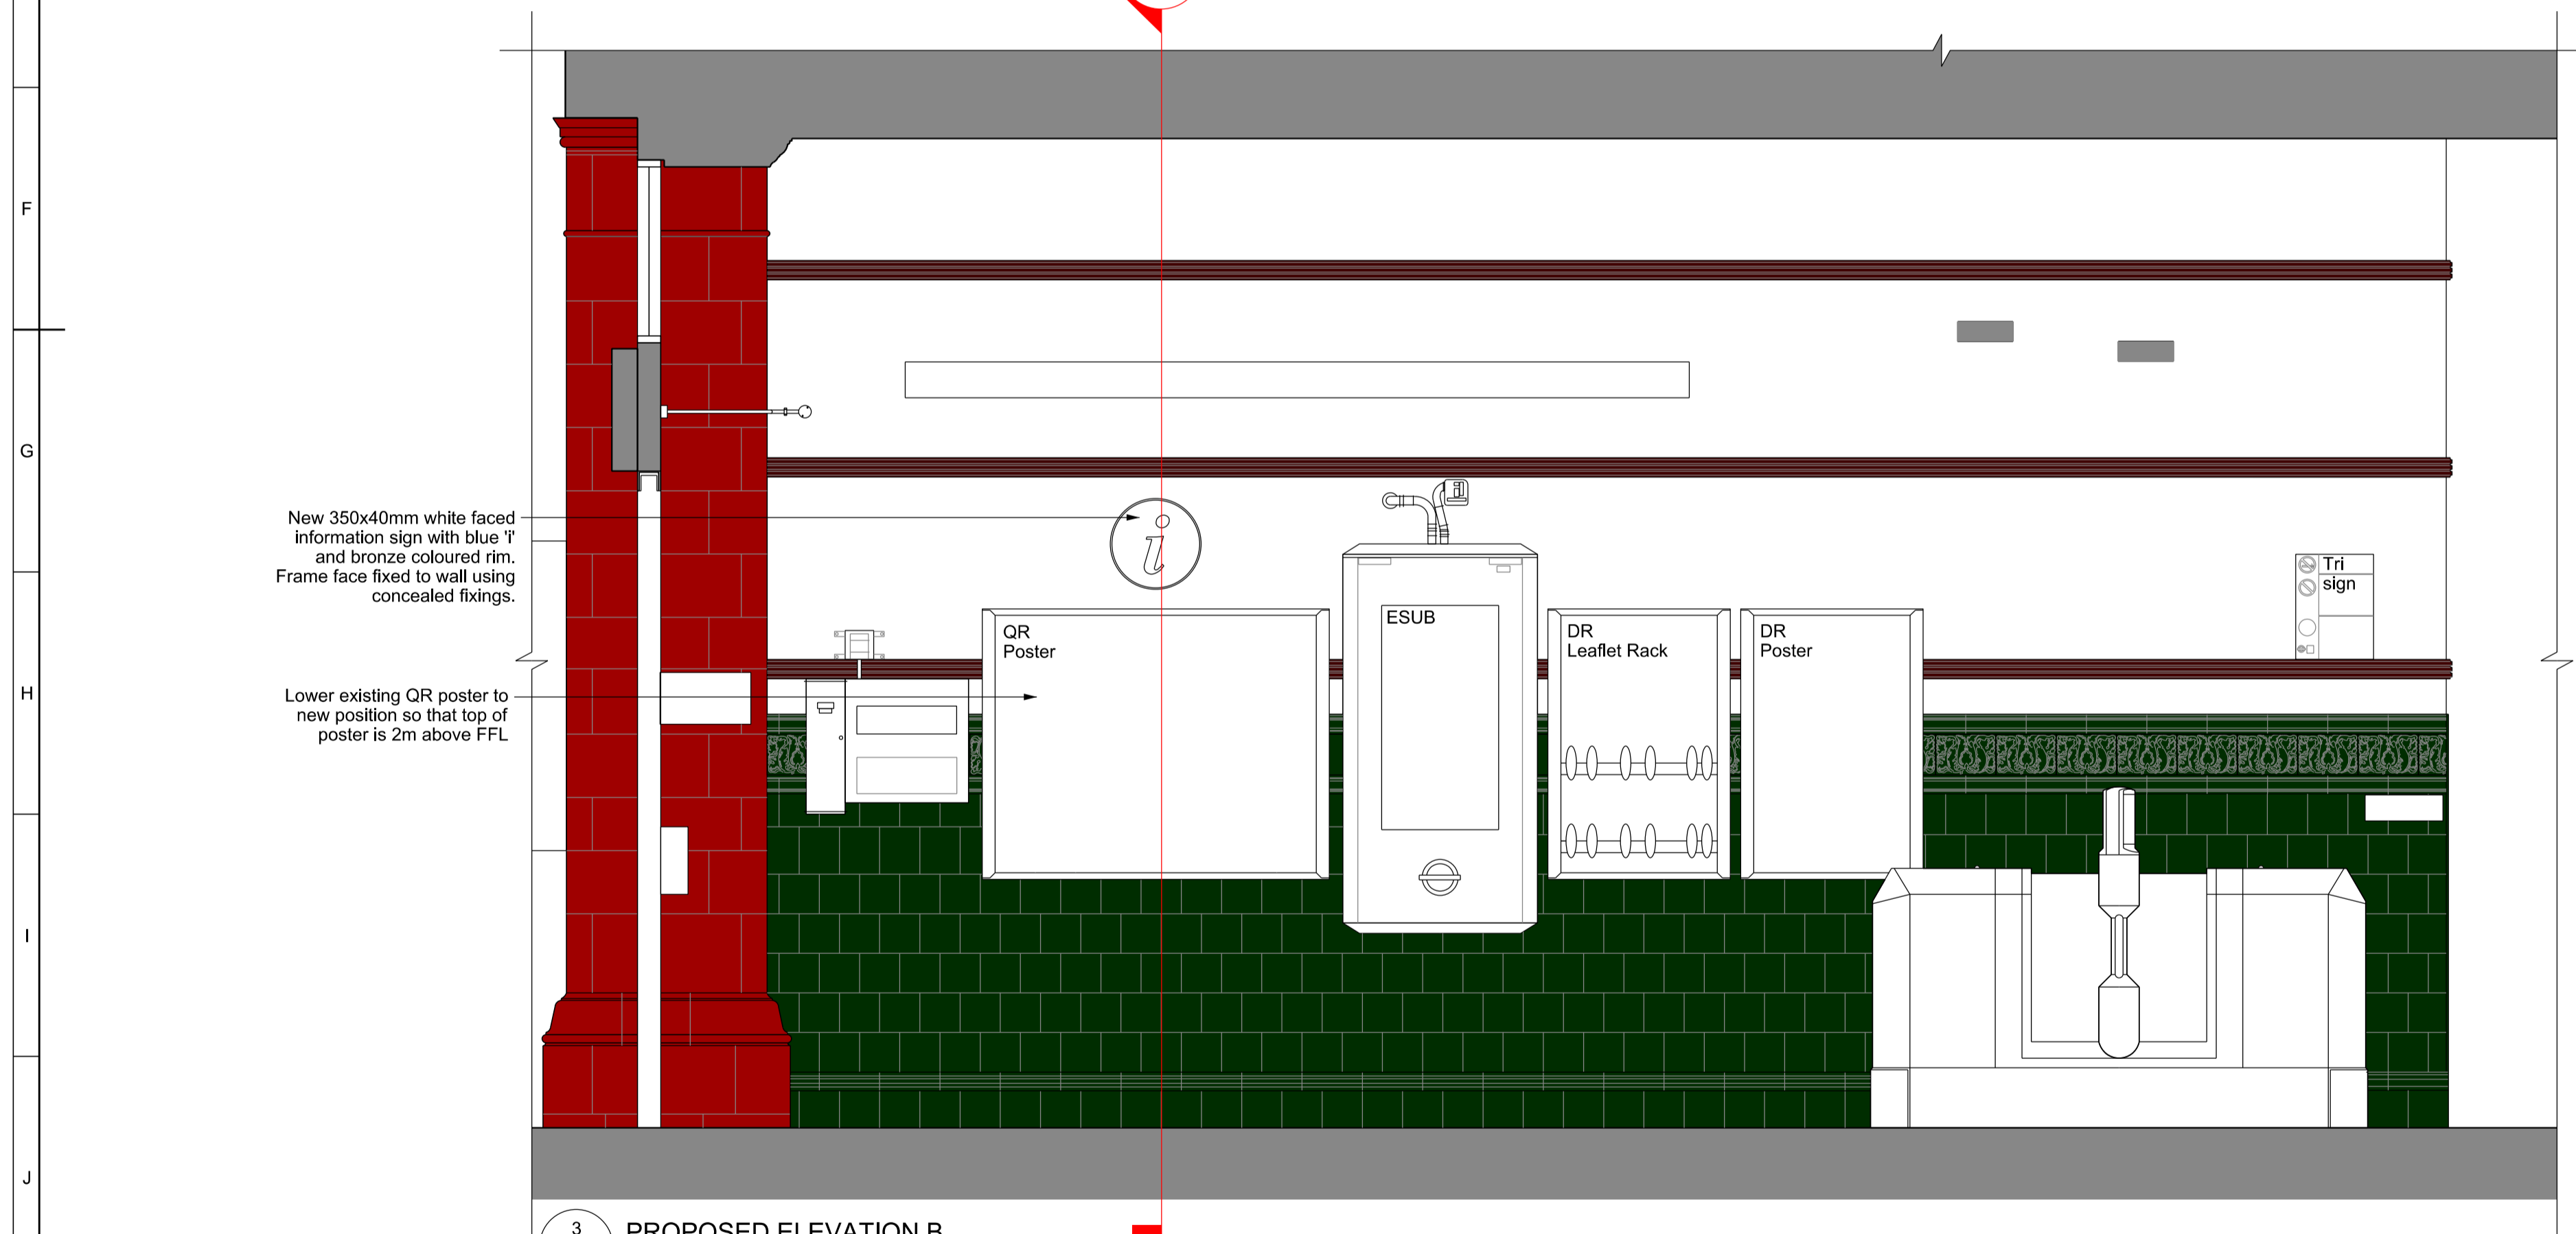 F
G
H
I
J
New 350x40mm white faced
information sign with blue 'i'
and bronze coloured rim.
Frame face fixed to wall using
concealed fixings.
Lower existing QR poster to
new position so that top of
poster is 2m above FFL
i
QR
Poster
ESUB
DR
Leaflet Rack
DR
Poster
Tri
sign
3
PROPOSED ELEVATION B